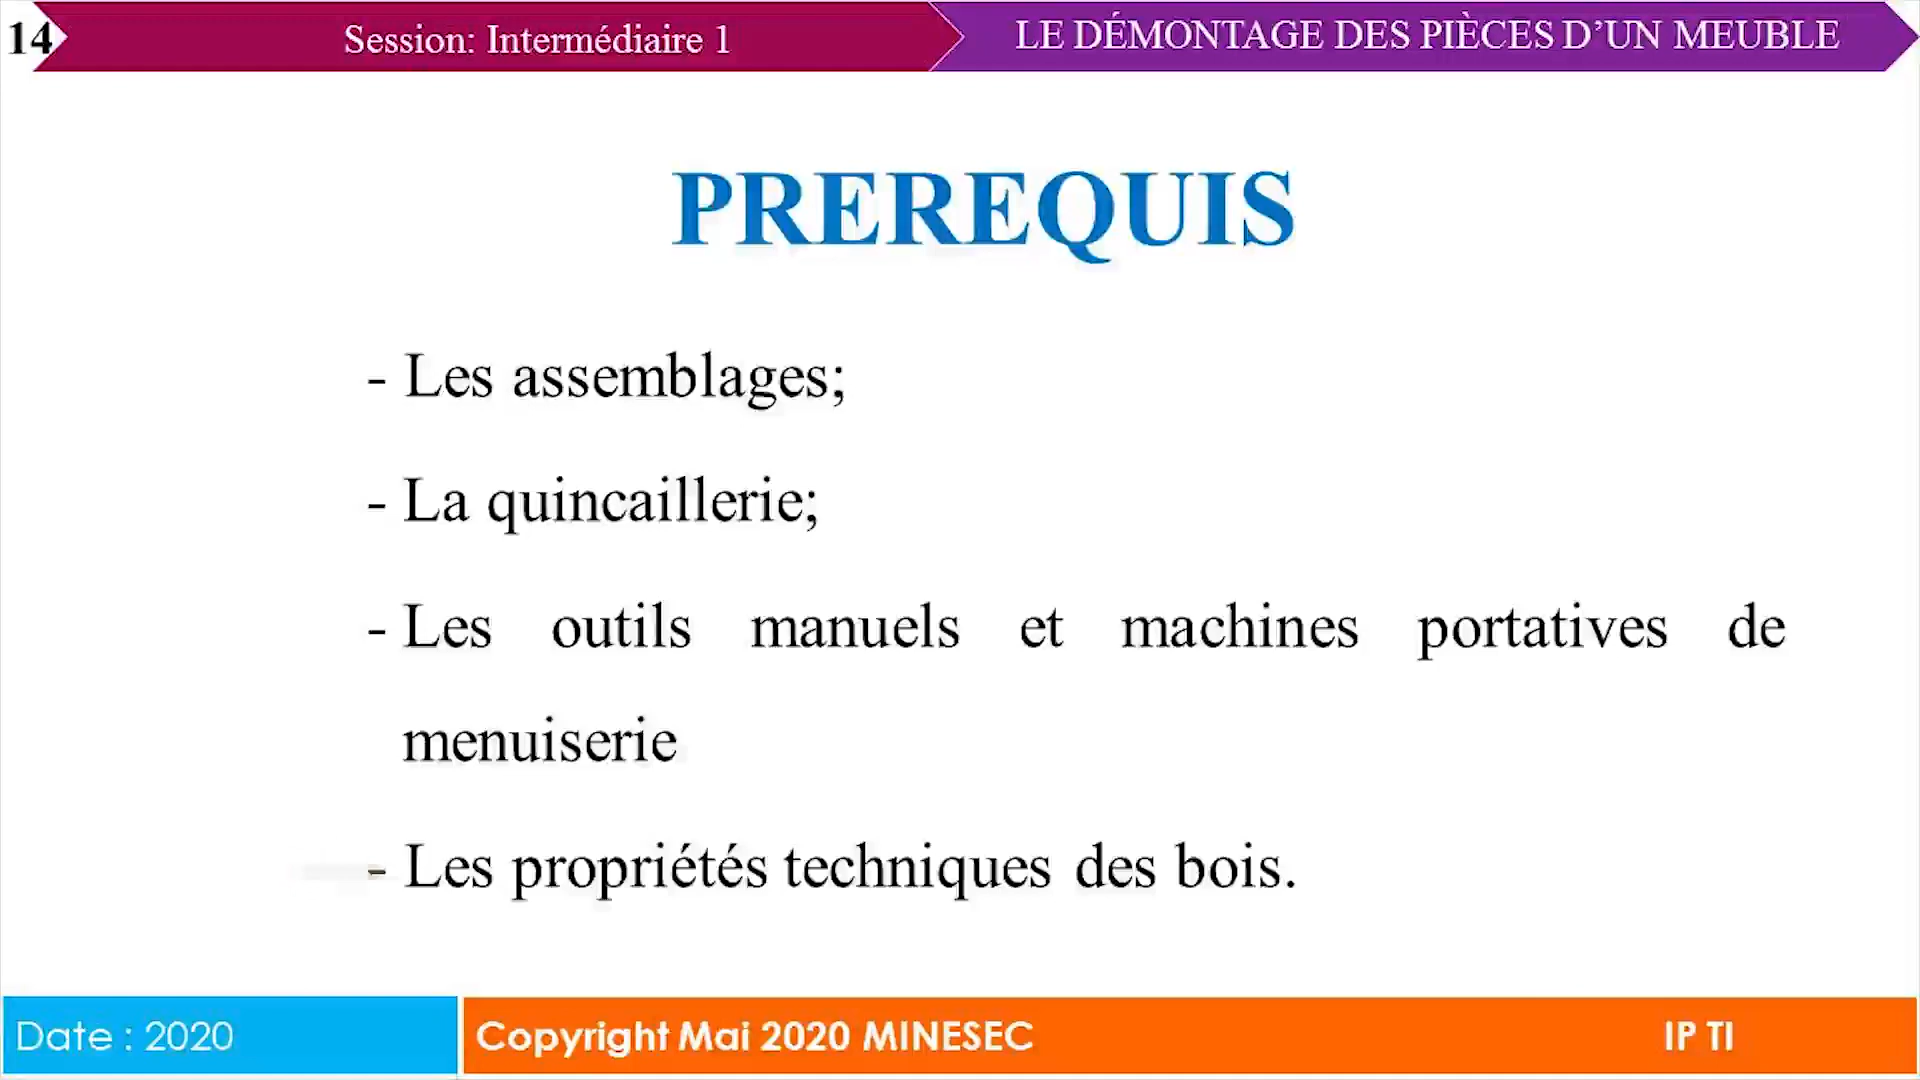 14
Session: Intermédiaire 1
LE DÉMONTAGE DES PIÈCES D’UN MEUBLE
PREREQUIS
- Les assemblages;
- La quincaillerie;
- Les outils manuels et machines portatives de
menuiserie
- Les propriétés techniques des bois.
Date : 2020
Copyright Mai 2020 MINESEC
IP TI